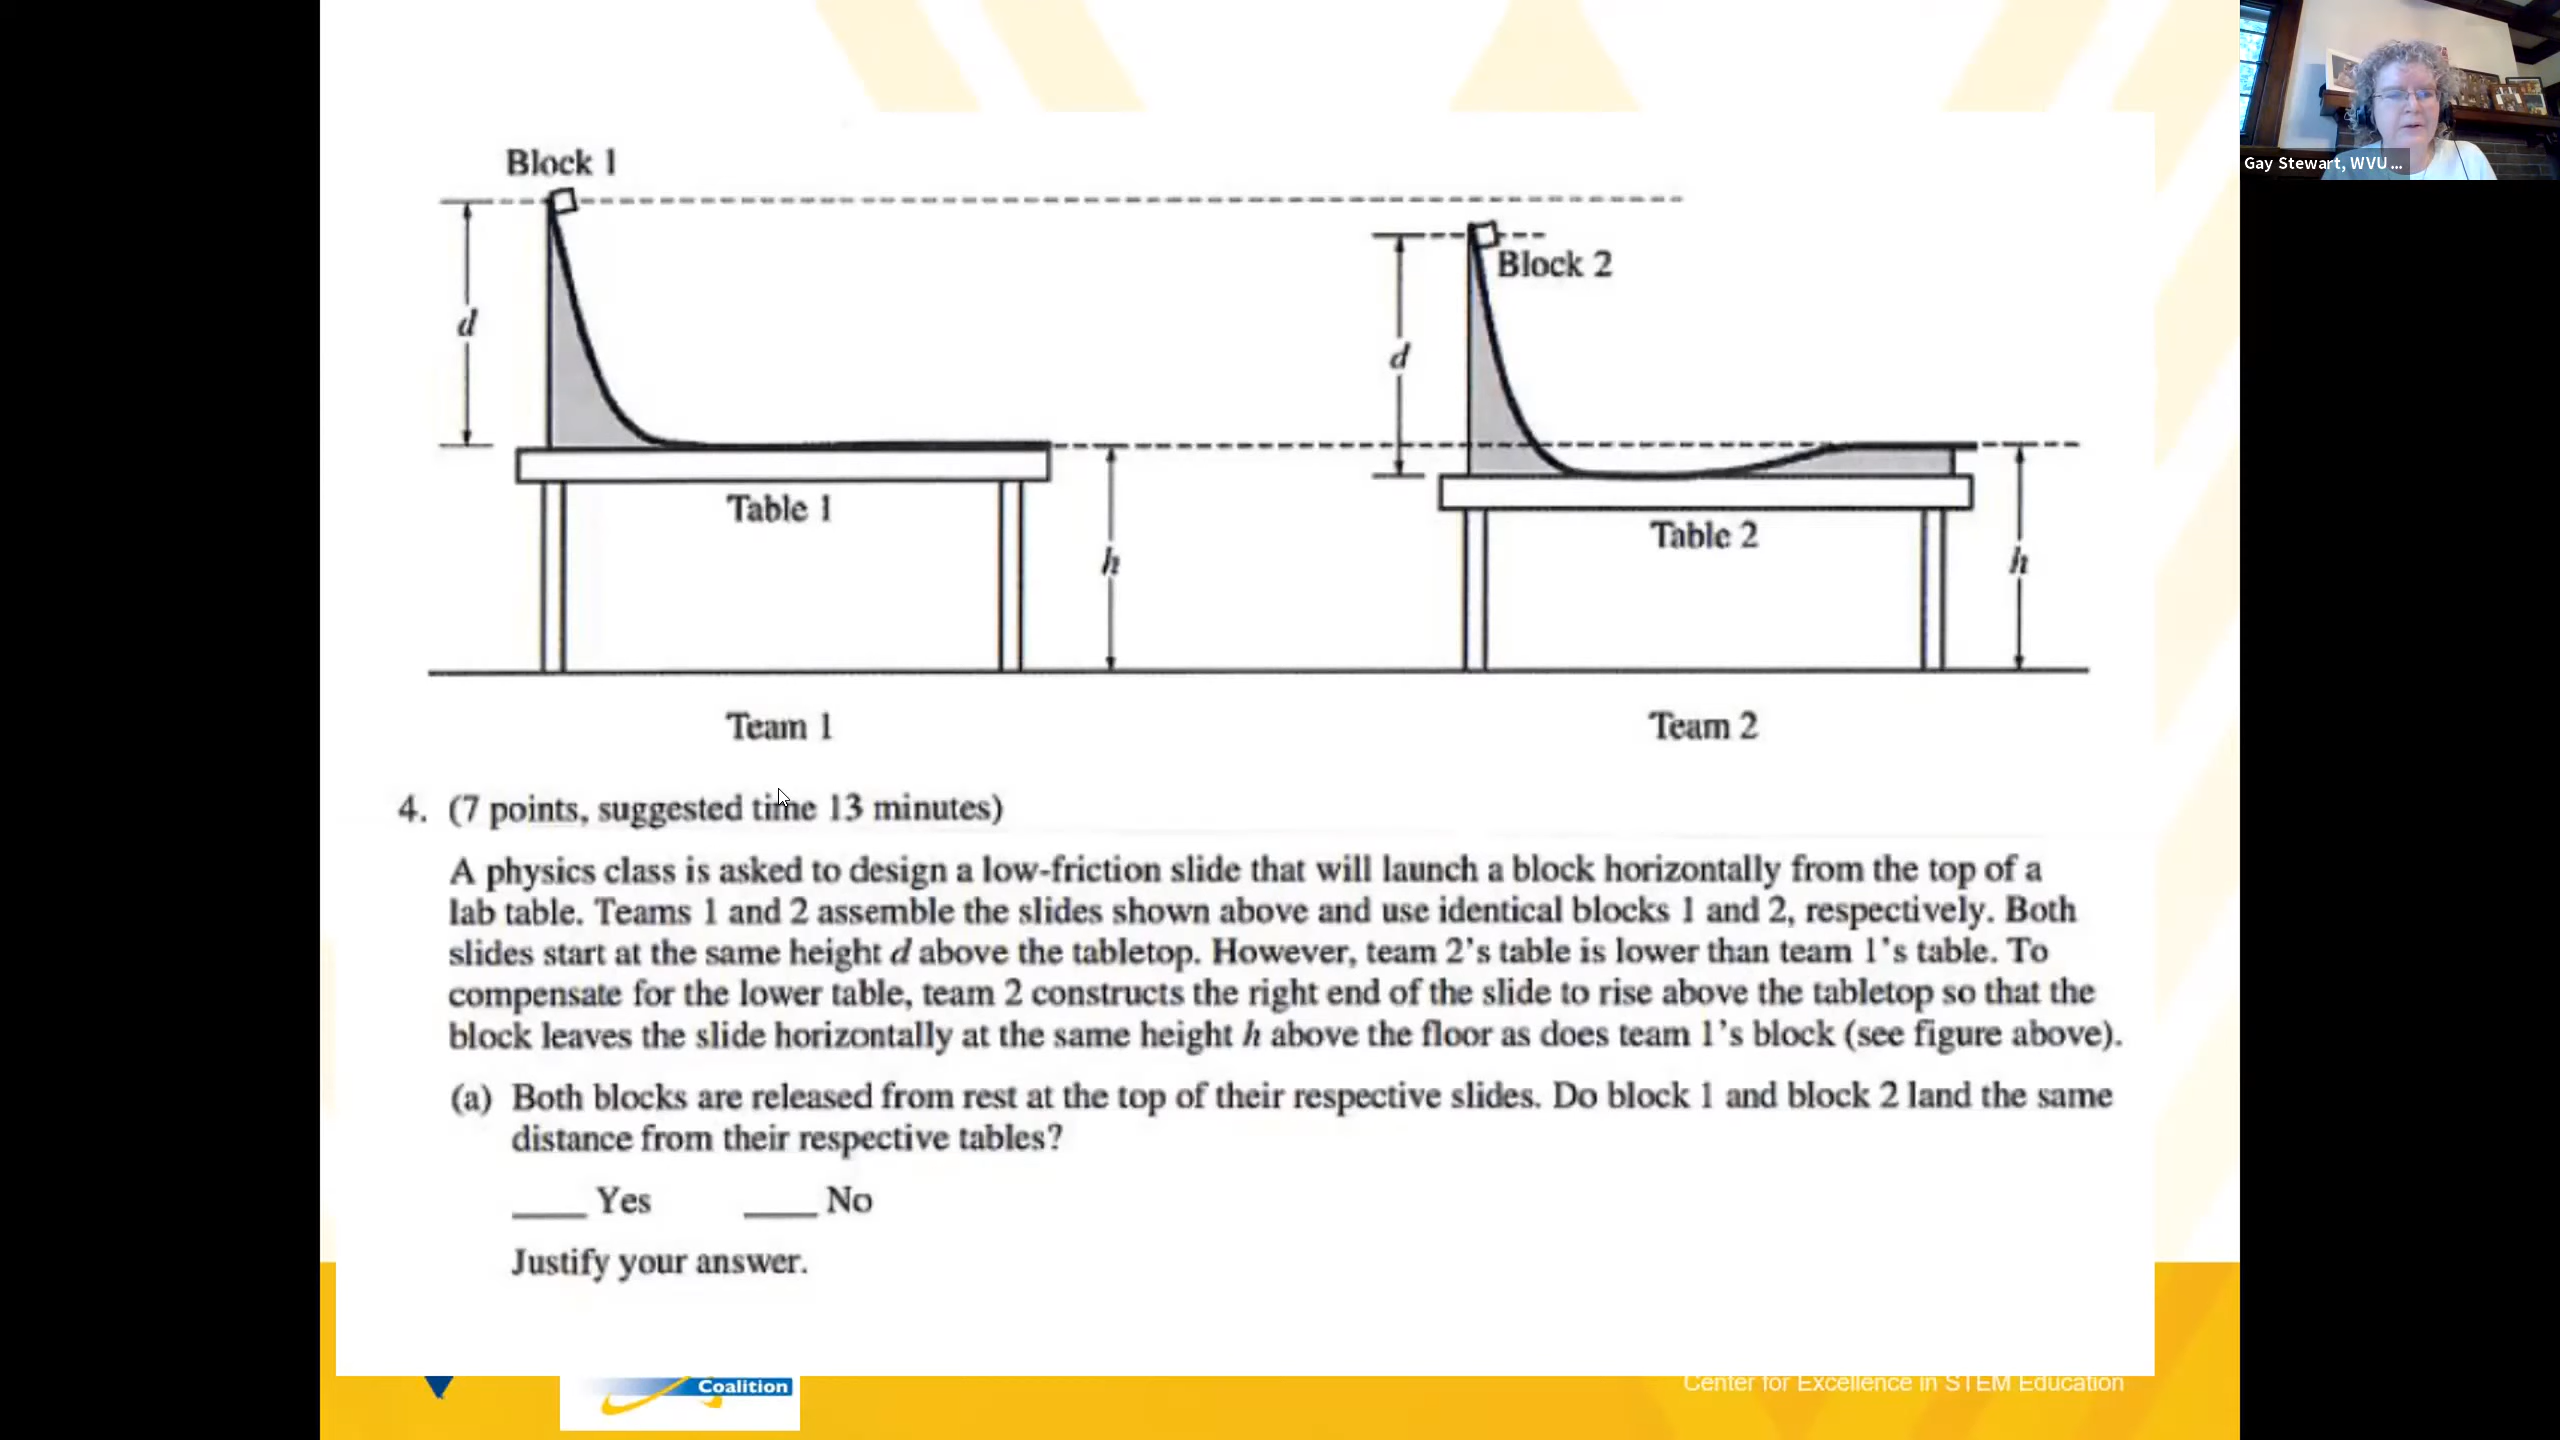 Gay Stewart, WVU ...
Block 1
Block 2
d
d
Table 1
Table 2
h
h
Team 1
Team 2
4. (7 points, suggested time 13 minutes)
A physics class is asked to design a low-friction slide that will launch a block horizontally from the top of a
lab table. Teams 1 and 2 assemble the slides shown above and use identical blocks 1 and 2, respectively. Both
slides start at the same height d above the tabletop. However, team 2's table is lower than team 1's table. To
compensate for the lower table, team 2 constructs the right end of the slide to rise above the tabletop so that the
block leaves the slide horizontally at the same height h above the floor as does team 1's block (see figure above).
(a) Both blocks are released from rest at the top of their respective slides. Do block 1 and block 2 land the same
distance from their respective tables?
____ Yes ____ No
Justify your answer.
Coalition
Center for Excellence in STEM Education